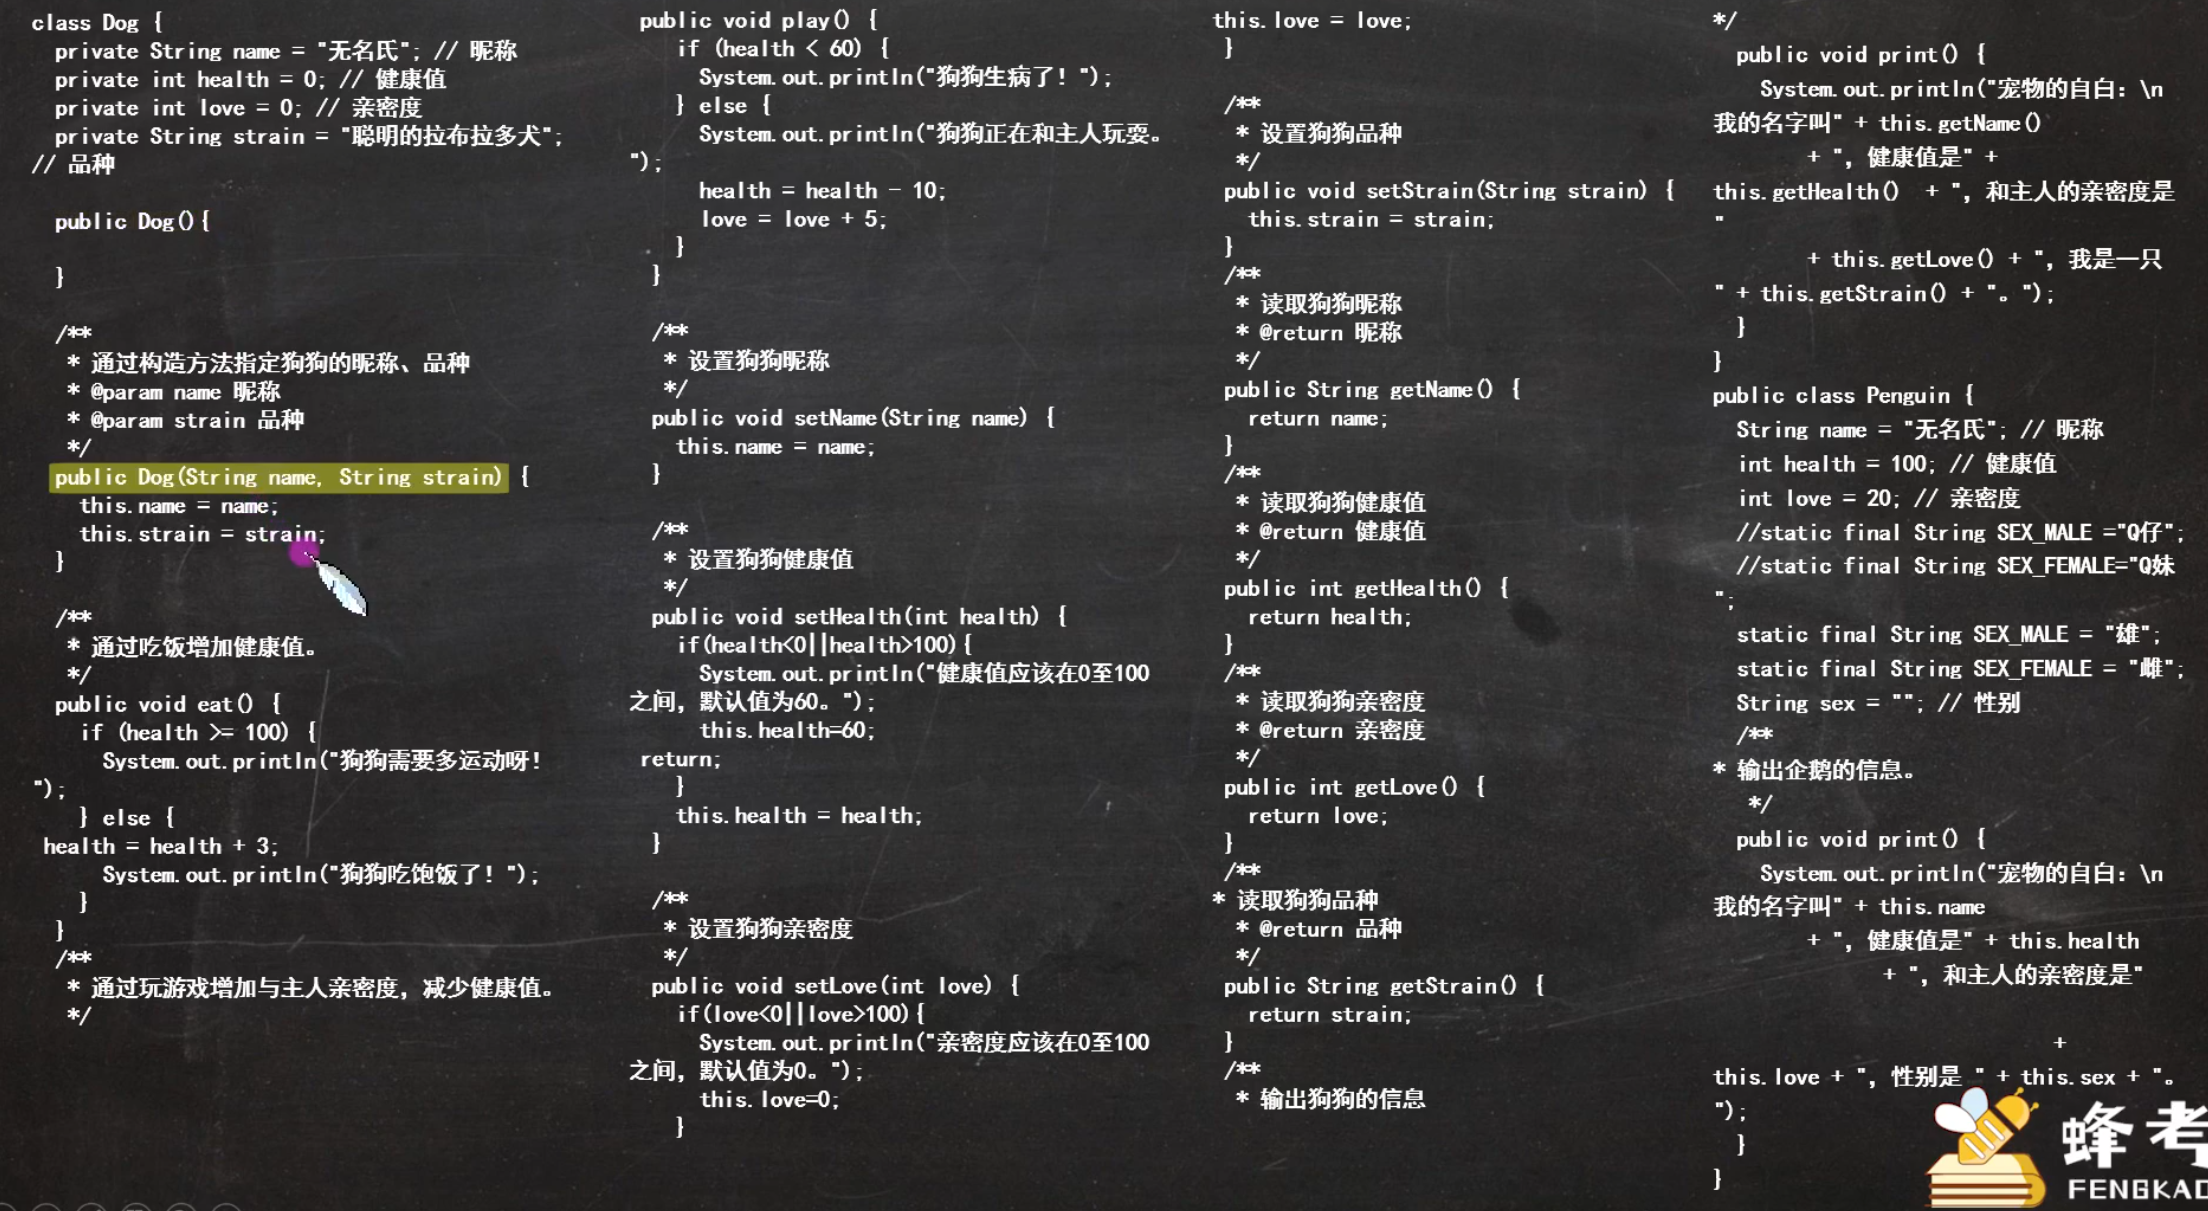 class Dog {
private String name = "无名氏"; // 昵称
private int health = 0; // 健康值
private int love = 0; // 亲密度
private String strain = "聪明的拉布拉多犬";
// 品种
public Dog(){
}
/**
* 通过构造方法指定狗狗的昵称、品种
* @param name 昵称
* @param strain 品种
*/
public Dog(String name, String strain) {
this.name = name;
this.strain = strain;
}
/**
* 通过吃饭增加健康值。
*/
public void eat() {
if (health >= 100) {
System.out.println("狗狗需要多运动呀!
");
} else {
health = health + 3;
System.out.println("狗狗吃饱饭了！");
}
}
/**
* 通过玩游戏增加与主人亲密度，减少健康值。
*/
public void play() {
if (health < 60) {
System.out.println("狗狗生病了！");
} else {
System.out.println("狗狗正在和主人玩耍。
");
health = health - 10;
love = love + 5;
}
}
/**
* 设置狗狗昵称
*/
public void setName(String name) {
this.name = name;
}
/**
* 设置狗狗健康值
*/
public void setHealth(int health) {
if(health<0||health>100){
System.out.println("健康值应该在0至100
之间，默认值为60。");
this.health=60;
return;
}
this.health = health;
}
/**
* 设置狗狗亲密度
*/
public void setLove(int love) {
if(love<0||love>100){
System.out.println("亲密度应该在0至100
之间，默认值为0。");
this.love=0;
}
this.love = love;
}
/**
* 设置狗狗品种
*/
public void setStrain(String strain) {
this.strain = strain;
}
/**
* 读取狗狗昵称
* @return 昵称
*/
public String getName() {
return name;
}
/**
* 读取狗狗健康值
* @return 健康值
*/
public int getHealth() {
return health;
}
/**
* 读取狗狗亲密度
* @return 亲密度
*/
public int getLove() {
return love;
}
/**
* 读取狗狗品种
* @return 品种
*/
public String getStrain() {
return strain;
}
/**
* 输出狗狗的信息
*/
public void print() {
System.out.println("宠物的自白：\n
我的名字叫" + this.getName()
+ "，健康值是" +
this.getHealth() + "，和主人的亲密度是
"
+ this.getLove() + "，我是一只
" + this.getStrain() + "。");
}
}
public class Penguin {
String name = "无名氏"; // 昵称
int health = 100; // 健康值
int love = 20; // 亲密度
//static final String SEX_MALE ="Q仔";
//static final String SEX_FEMALE="Q妹
";
static final String SEX_MALE = "雄";
static final String SEX_FEMALE = "雌";
String sex = ""; // 性别
/**
* 输出企鹅的信息。
*/
public void print() {
System.out.println("宠物的自白：\n
我的名字叫" + this.name
+ "，健康值是" + this.health
+ "，和主人的亲密度是"
+
this.love + "，性别是 " + this.sex + "。
");
}
}
蜂考
FENGKAO